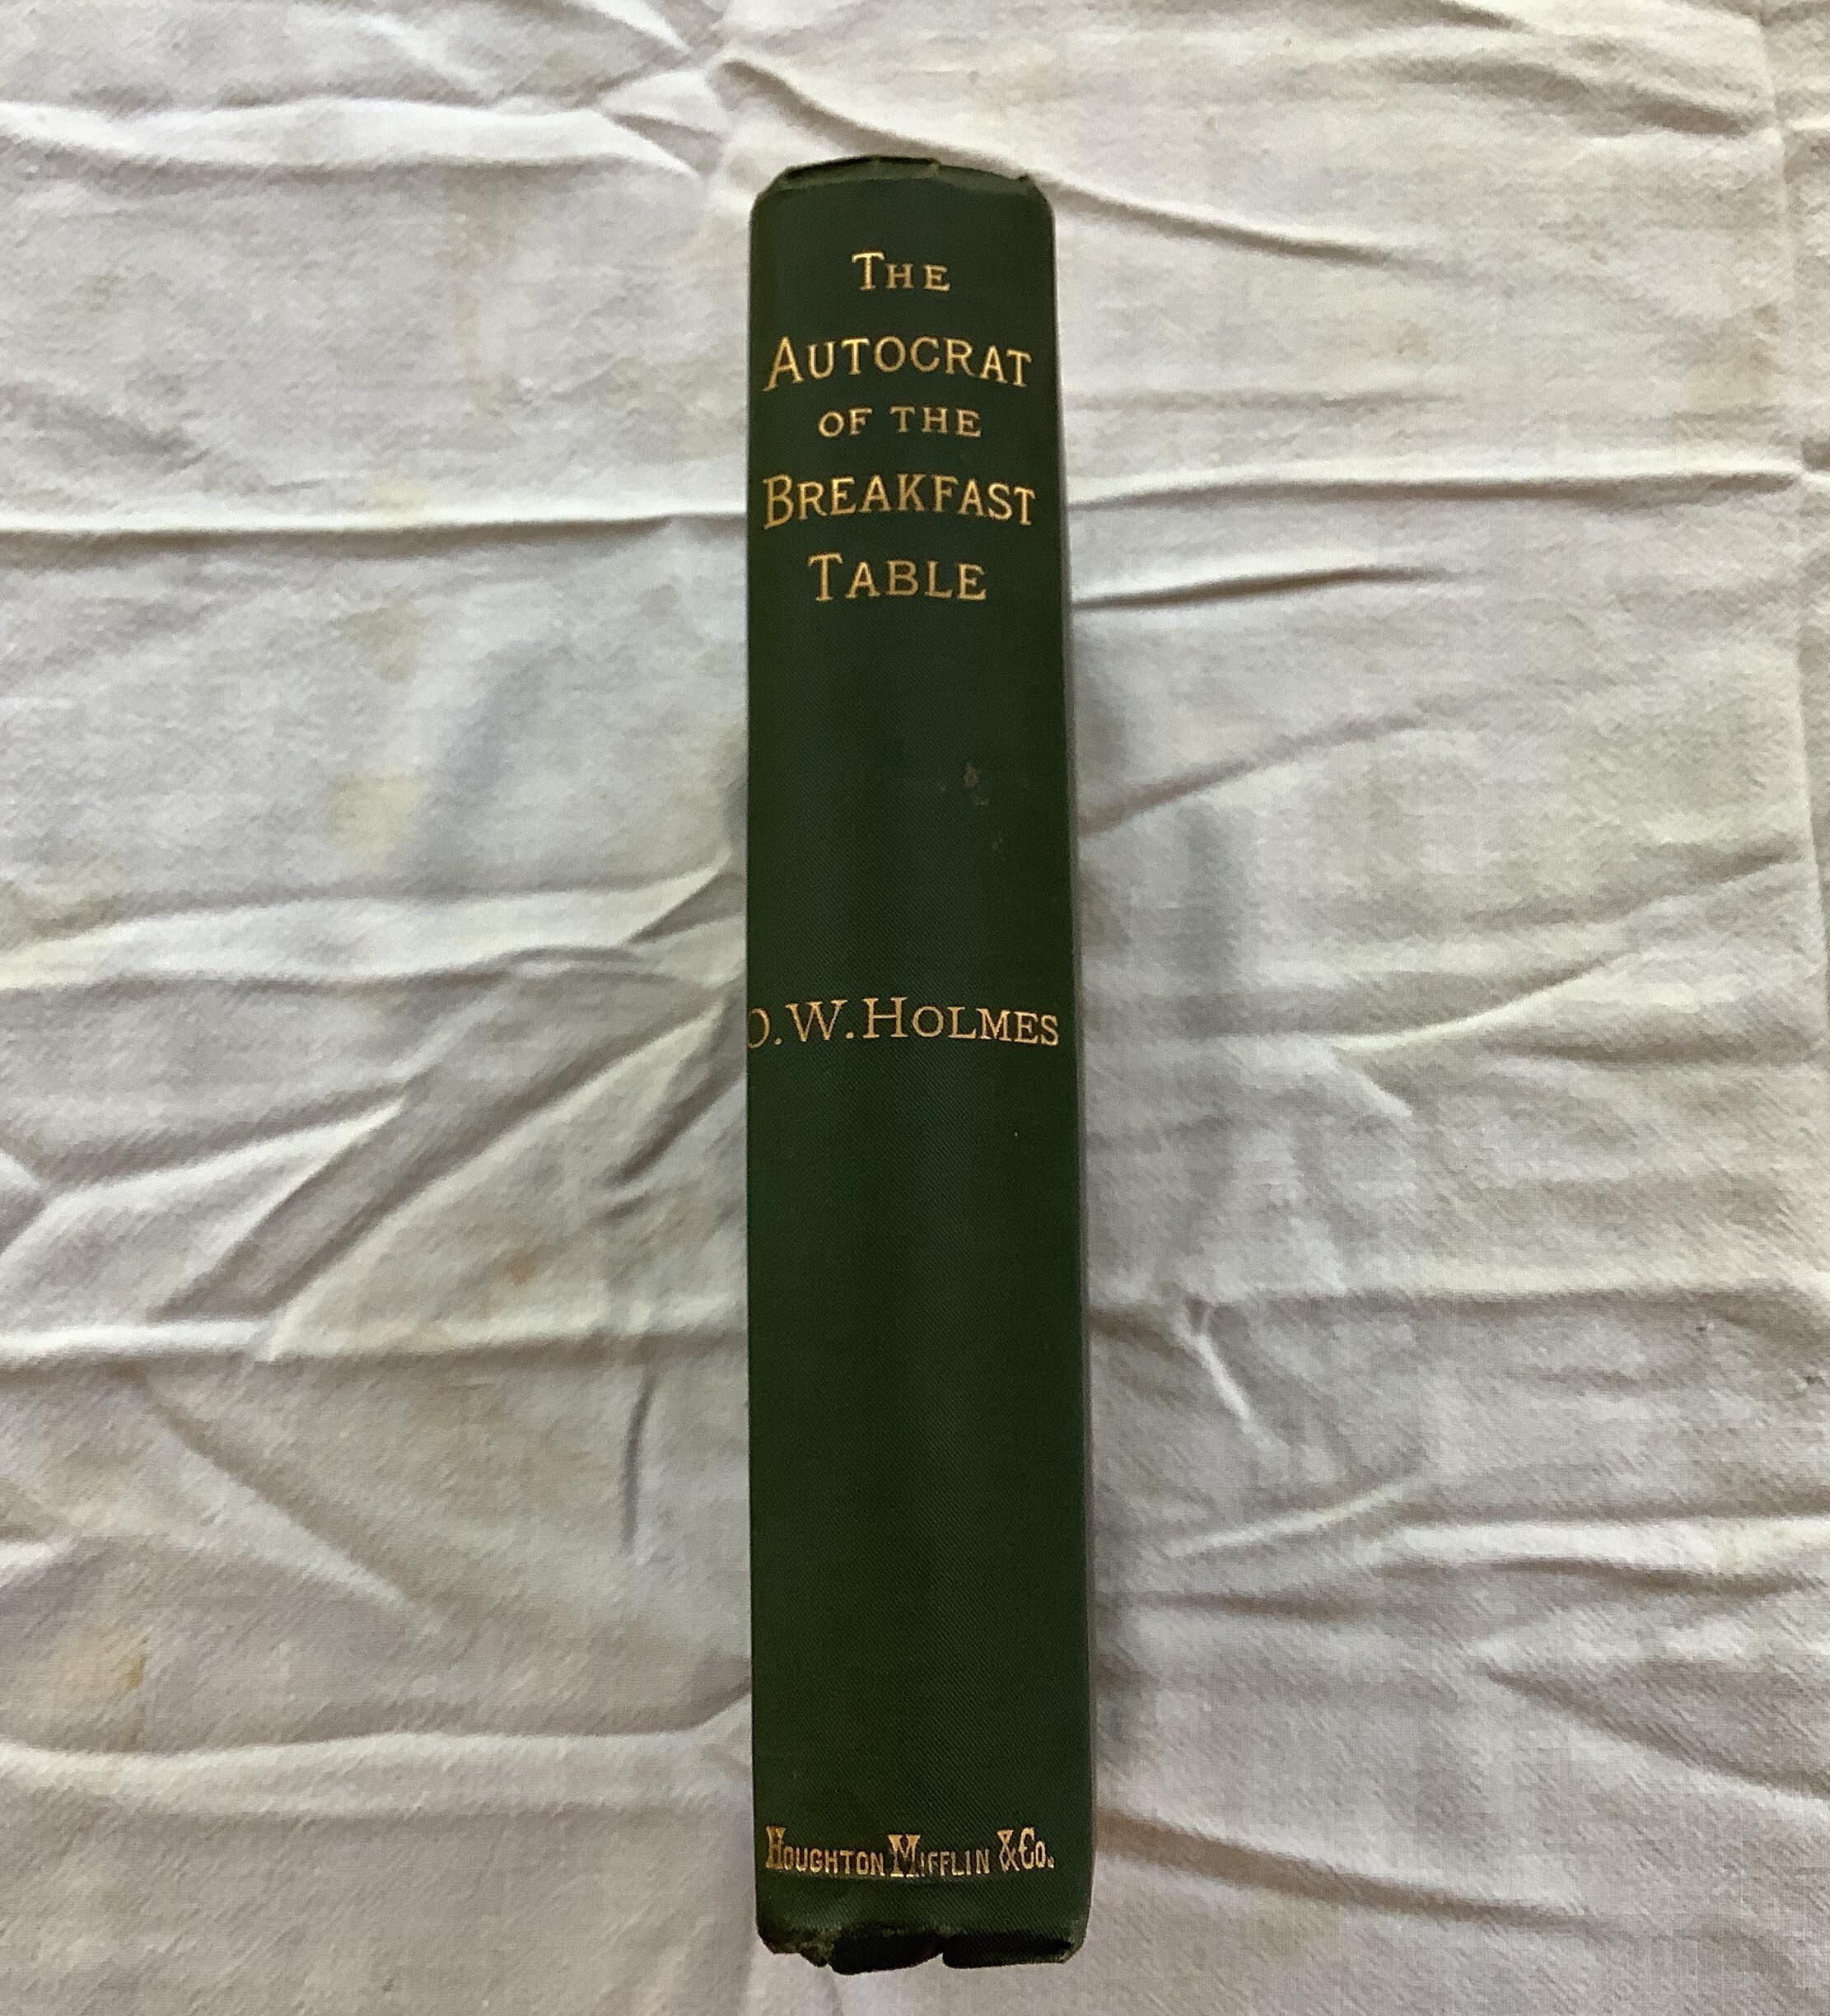 The
Autocrat
of the
Breakfast
Table
O.W.Holmes
Houghton Mifflin &Co.